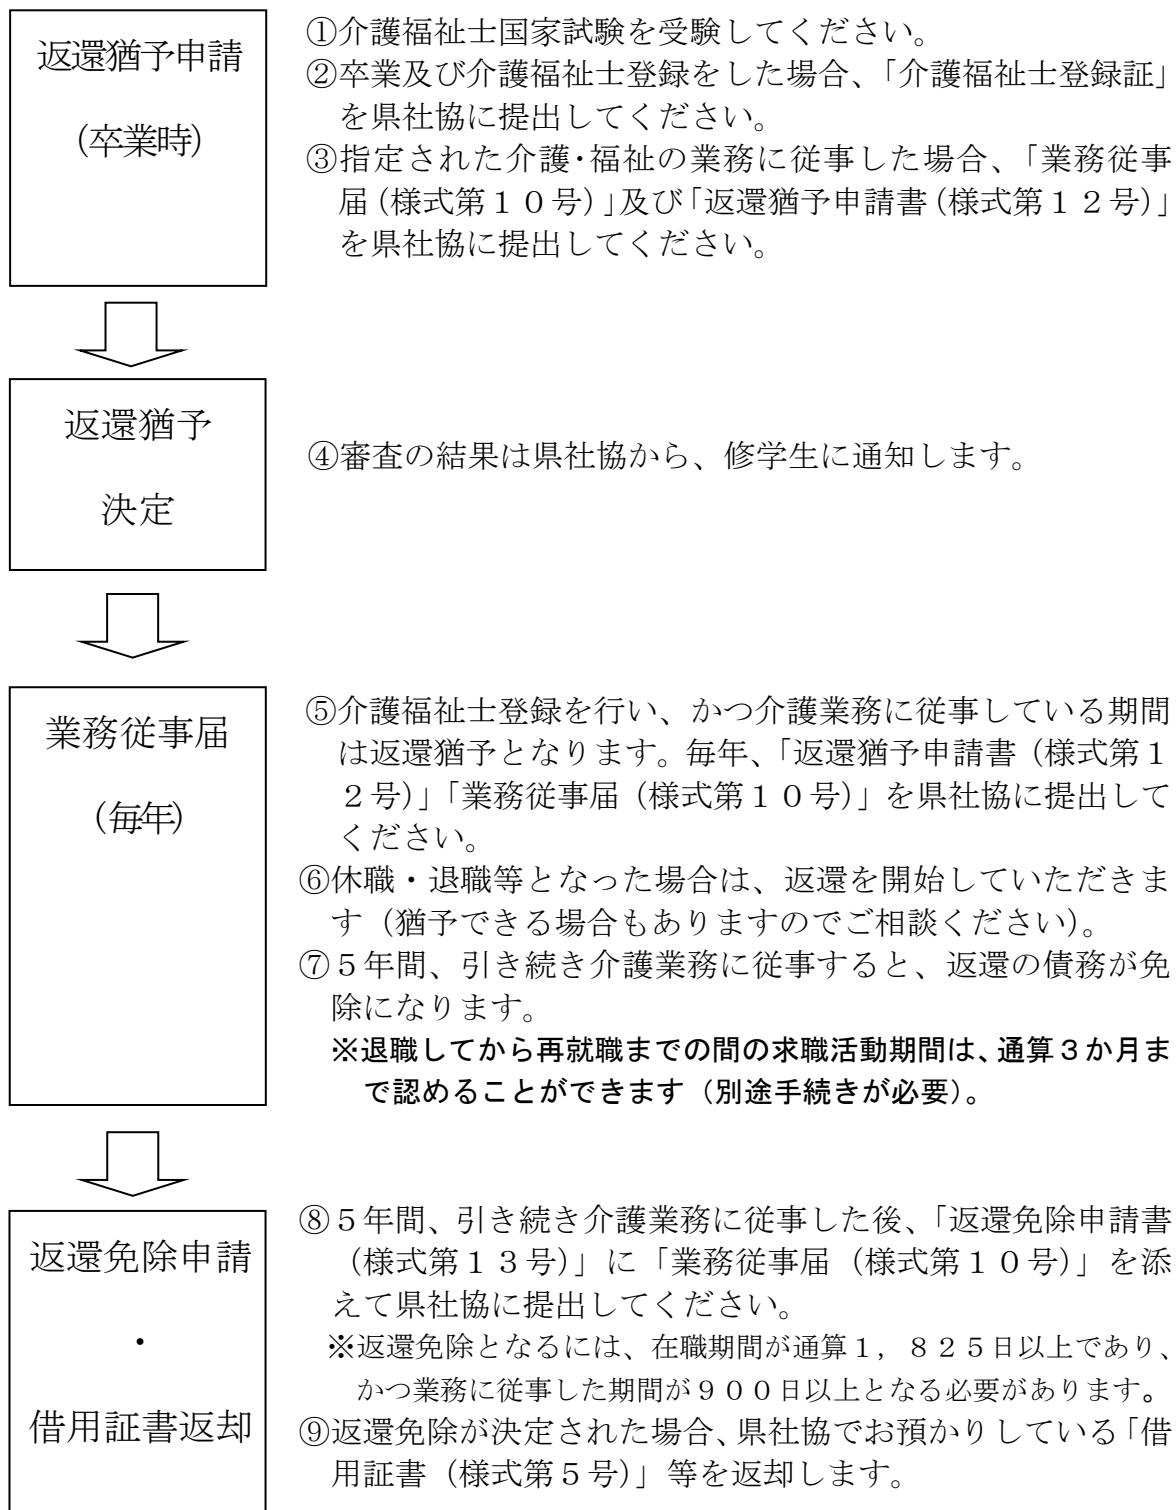 返還猶予申請
(卒業時)
①介護福祉士国家試験を受験してください。
②卒業及び介護福祉士登録をした場合、「介護福祉士登録証」
を県社協に提出してください。
③指定された介護・福祉の業務に従事した場合、「業務従事
届(様式第10号)」及び「返還猶予申請書(様式第12号)」
を県社協に提出してください。
返還猶予
決定
④審査の結果は県社協から、修学生に通知します。
業務従事届
(毎年)
⑤介護福祉士登録を行い、かつ介護業務に従事している期間
は返還猶予となります。毎年、「返還猶予申請書(様式第1
2号)」「業務従事届(様式第10号)」を県社協に提出して
ください。
⑥休職・退職等となった場合は、返還を開始していただきま
す(猶予できる場合もありますのでご相談ください)。
⑦5年間、引き続き介護業務に従事すると、返還の債務が免
除になります。
※退職してから再就職までの間の求職活動期間は、通算3か月ま
で認めることができます(別途手続きが必要)。
返還免除申請
・
借用証書返却
⑧5年間、引き続き介護業務に従事した後、「返還免除申請書
(様式第13号)」に「業務従事届(様式第10号)」を添
えて県社協に提出してください。
※返還免除となるには、在職期間が通算1,825日以上であり、
かつ業務に従事した期間が900日以上となる必要があります。
⑨返還免除が決定された場合、県社協でお預かりしている「借
用証書(様式第5号)」等を返却します。